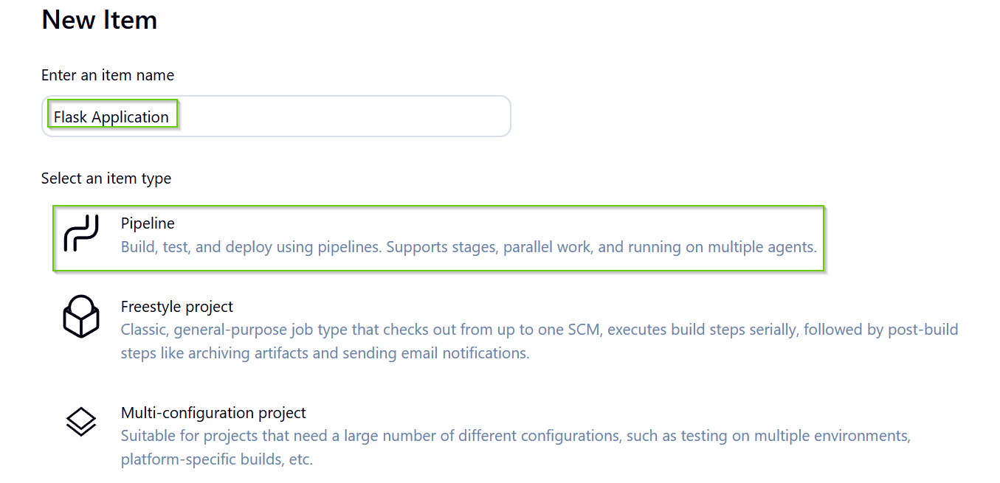 New Item
Enter an item name
Flask Application
Select an item type
Pipeline
Build, test, and deploy using pipelines. Supports stages, parallel work, and running on multiple agents.
Freestyle project
Classic, general-purpose job type that checks out from up to one SCM, executes build steps serially, followed by post-build
steps like archiving artifacts and sending email notifications.
Multi-configuration project
Suitable for projects that need a large number of different configurations, such as testing on multiple environments,
platform-specific builds, etc.